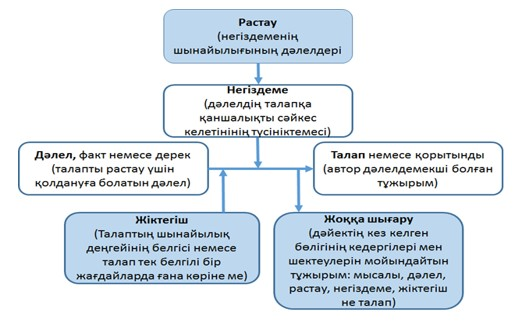 Растау
(негіздеменің
шынайылығының дәлелдері
Негіздеме
(дәлелдің талапқа
қаншалықты сәйкес
келетінінің түсініктемесі)
Дәлел, факт немесе дерек
(талапты растау үшін
қолдануға болатын дәлел)
Талап немесе қорытынды
(автор дәлелдемекші болған
тұжырым)
Жіктегіш
(Талаптың шынайылық
деңгейінің белгісі немесе
талап тек белгілі бір
жағдайларда ғана көріне ме)
Жоққа шығару
(дәйектің кез келген
бөлігінің кедергілері мен
шектеулерін мойындайтын
тұжырым: мысалы, дәлел,
растау, негіздеме, жіктегіш
не талап)